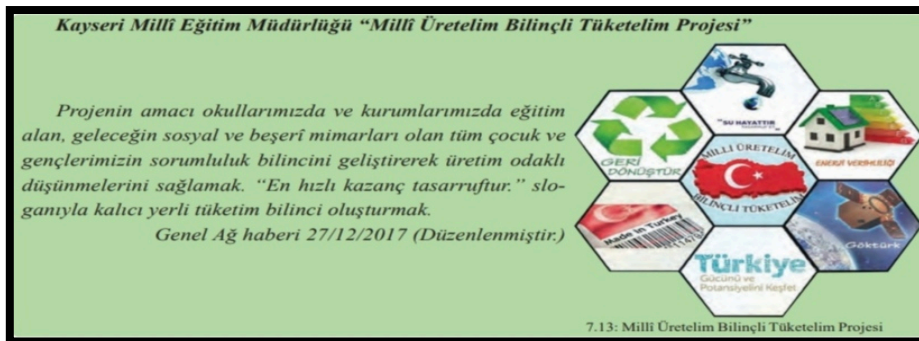 Kayseri Millî Eğitim Müdürlüğü “Millî Üretelim Bilinçli Tüketelim Projesi”
Projenin amacı okullarımızda ve kurumlarımızda eğitim
alan, geleceğin sosyal ve beşerî mimarları olan tüm çocuk ve
gençlerimizin sorumluluk bilincini geliştirerek üretim odaklı
düşünmelerini sağlamak. “En hızlı kazanç tasarruftur.” slo-
ganıyla kalıcı yerli tüketim bilinci oluşturmak.
Genel Ağ haberi 27/12/2017 (Düzenlenmiştir.)
SU HAYATTIR
GERİ
DÖNÜŞTÜR
ENERJİ VERİMLİLİĞİ
MİLLİ ÜRETELİM
BİLİNÇLİ TÜKETELİM
Made in Turkey
Göktürk
Türkiye
Gücünü ve
Potansiyelini Keşfet
7.13: Millî Üretelim Bilinçli Tüketelim Projesi